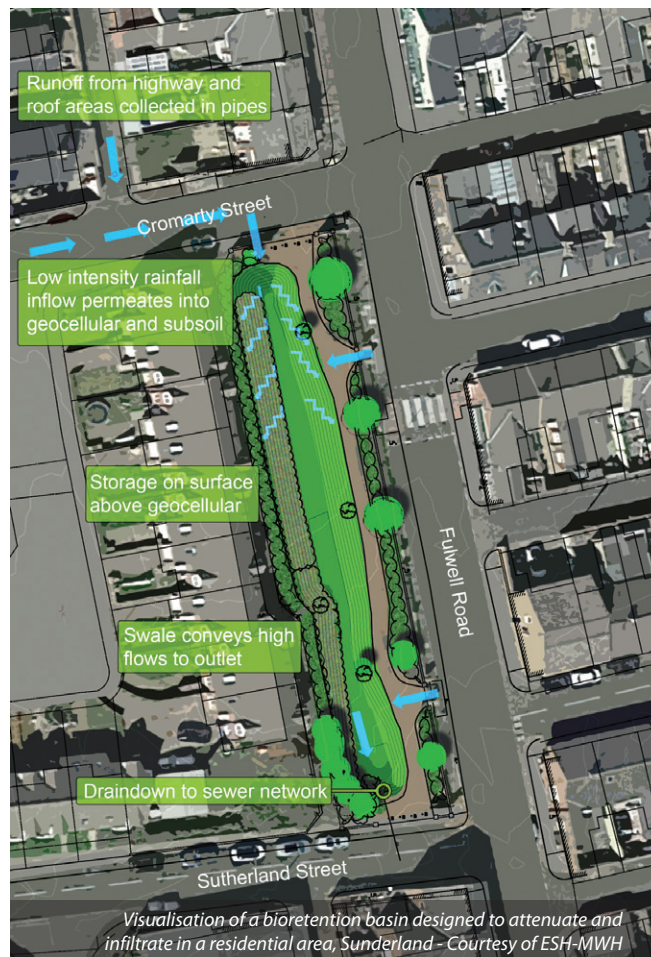 Runoff from highway and
roof areas collected in pipes
Cromarty Street
Low intensity rainfall
inflow permeates into
geocellular and subsoil
Storage on surface
above geocellular
Fulwell Road
Swale conveys high
flows to outlet
Draindown to sewer network
Sutherland Street
Visualisation of a bioretention basin designed to attenuate and
infiltrate in a residential area, Sunderland - Courtesy of ESH-MWH